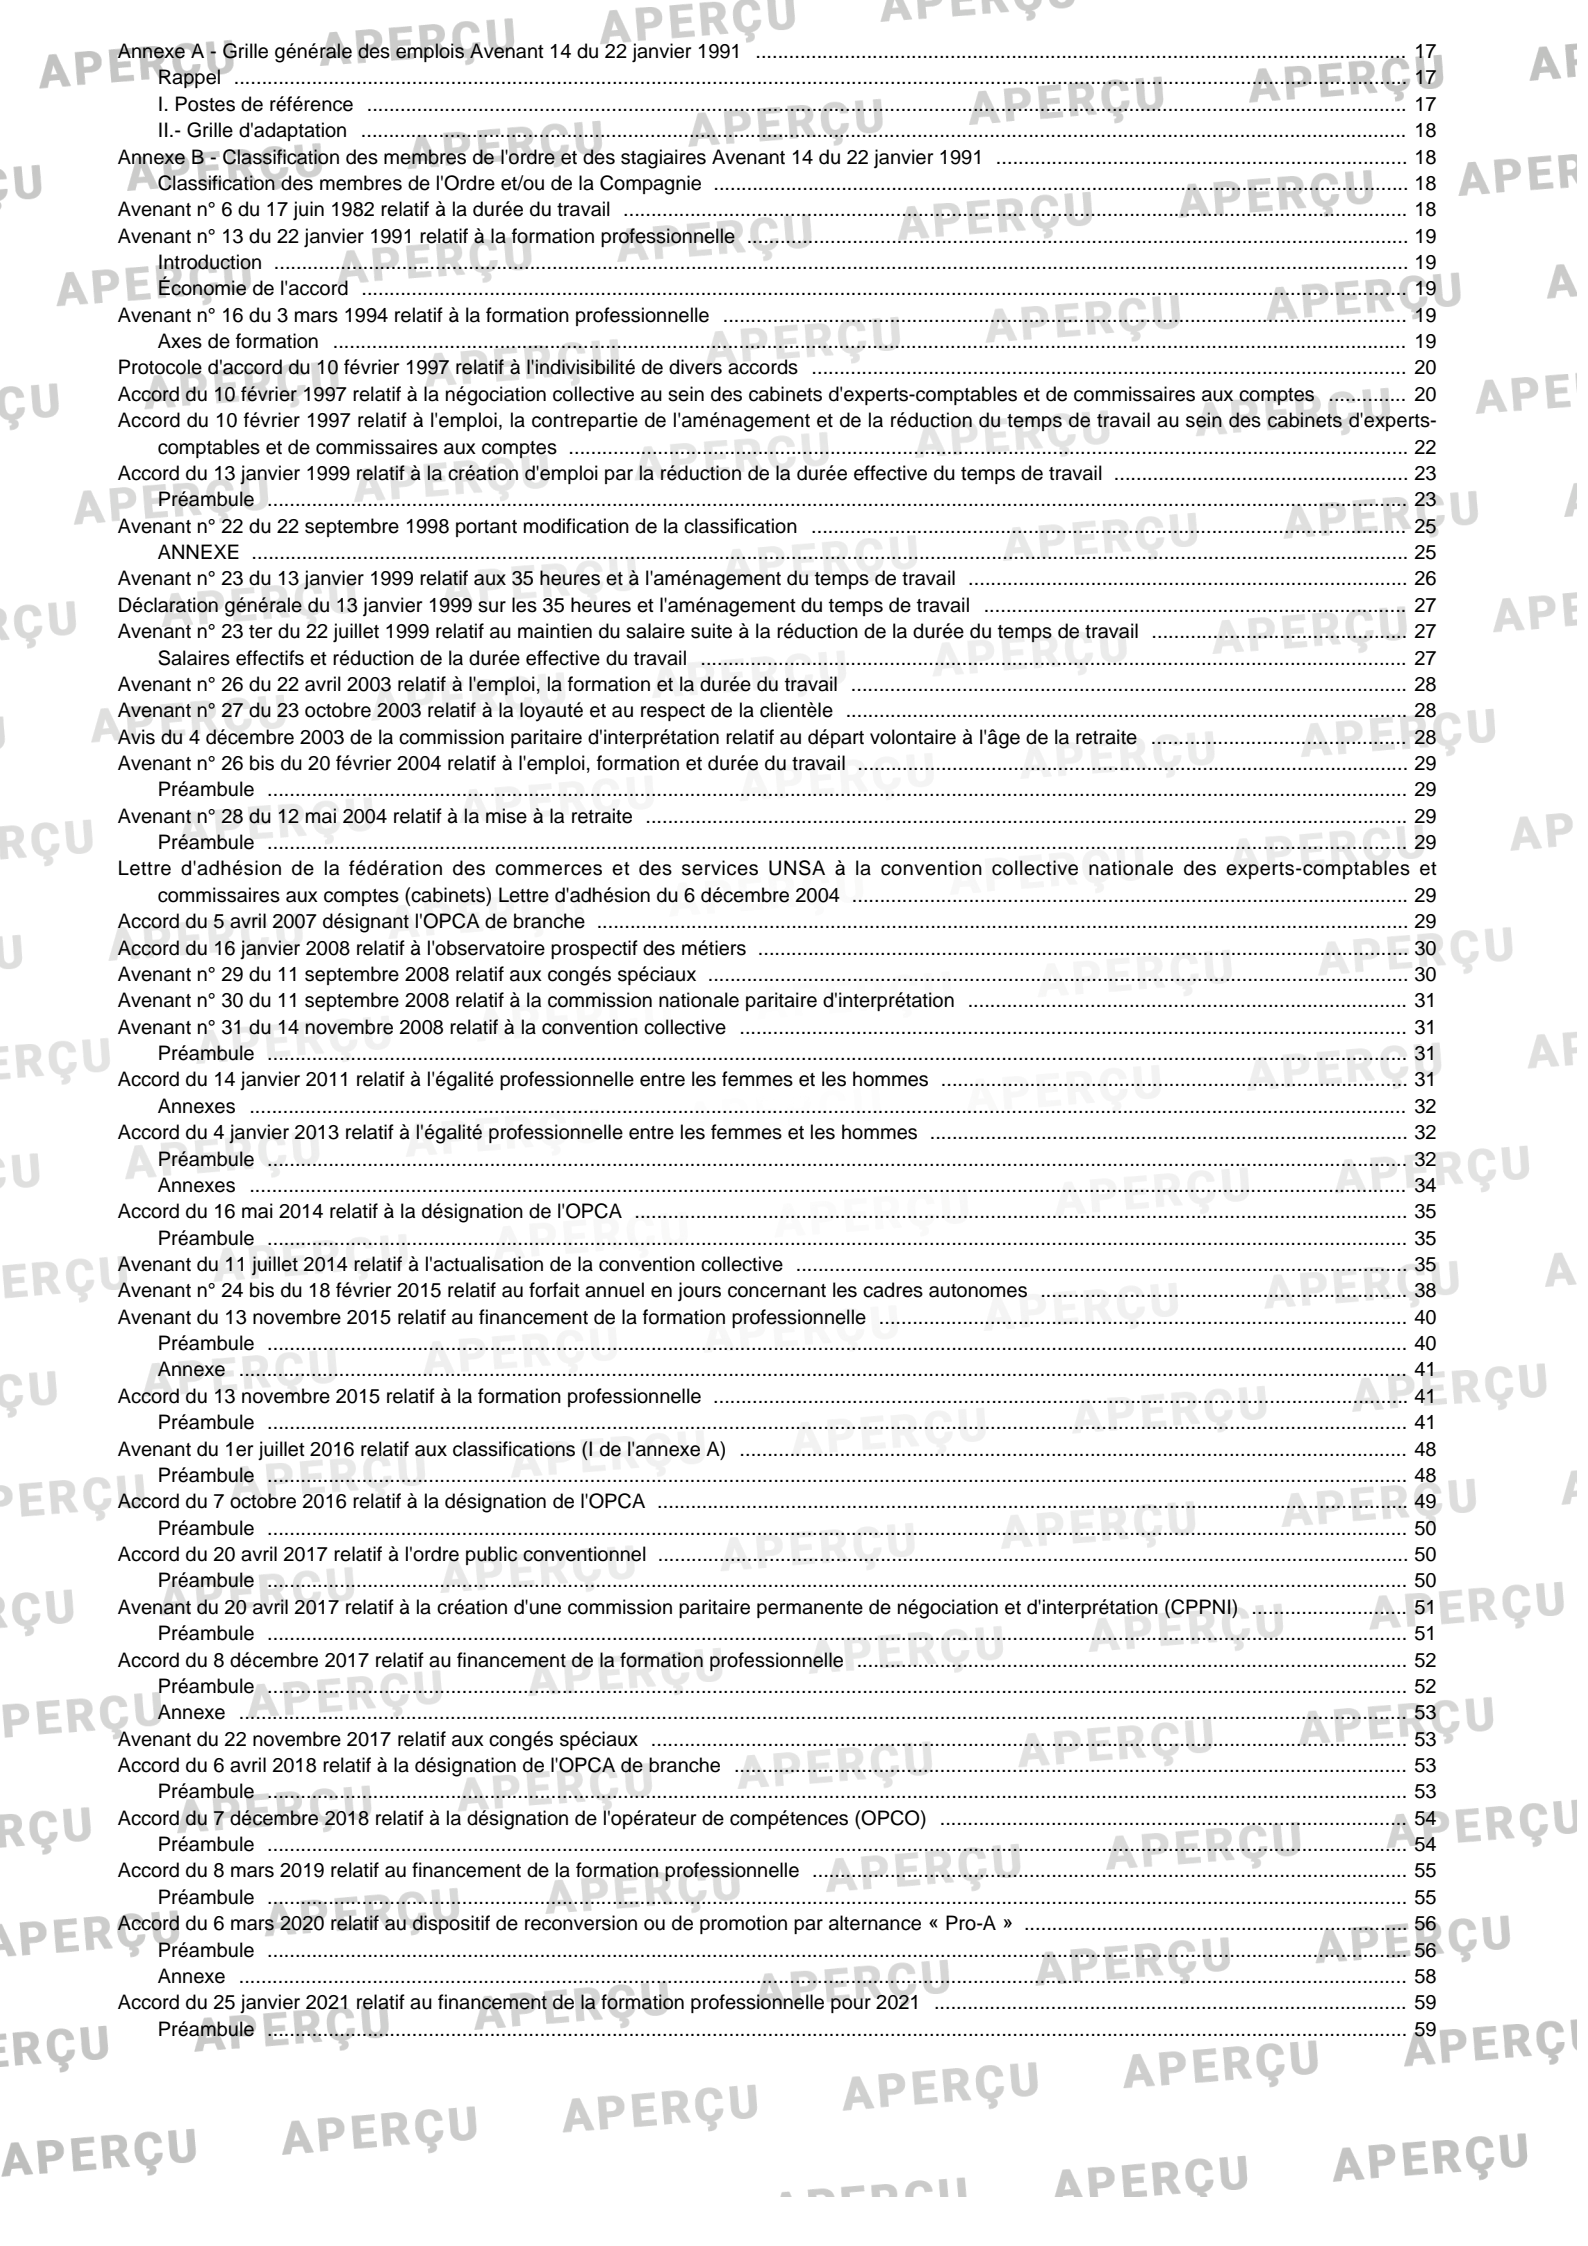 Annexe A - Grille générale des emplois Avenant 14 du 22 janvier 1991 ..... 17
Rappel ..... 17
I. Postes de référence ..... 17
II.- Grille d'adaptation ..... 18
Annexe B - Classification des membres de l'ordre et des stagiaires Avenant 14 du 22 janvier 1991 ..... 18
Classification des membres de l'Ordre et/ou de la Compagnie ..... 18
Avenant n° 6 du 17 juin 1982 relatif à la durée du travail ..... 18
Avenant n° 13 du 22 janvier 1991 relatif à la formation professionnelle ..... 19
Introduction ..... 19
Économie de l'accord ..... 19
Avenant n° 16 du 3 mars 1994 relatif à la formation professionnelle ..... 19
Axes de formation ..... 19
Protocole d'accord du 10 février 1997 relatif à l'indivisibilité de divers accords ..... 20
Accord du 10 février 1997 relatif à la négociation collective au sein des cabinets d'experts-comptables et de commissaires aux comptes ..... 20
Accord du 10 février 1997 relatif à l'emploi, la contrepartie de l'aménagement et de la réduction du temps de travail au sein des cabinets d'experts-
comptables et de commissaires aux comptes ..... 22
Accord du 13 janvier 1999 relatif à la création d'emploi par la réduction de la durée effective du temps de travail ..... 23
Préambule ..... 23
Avenant n° 22 du 22 septembre 1998 portant modification de la classification ..... 25
ANNEXE ..... 25
Avenant n° 23 du 13 janvier 1999 relatif aux 35 heures et à l'aménagement du temps de travail ..... 26
Déclaration générale du 13 janvier 1999 sur les 35 heures et l'aménagement du temps de travail ..... 27
Avenant n° 23 ter du 22 juillet 1999 relatif au maintien du salaire suite à la réduction de la durée du temps de travail ..... 27
Salaires effectifs et réduction de la durée effective du travail ..... 27
Avenant n° 26 du 22 avril 2003 relatif à l'emploi, la formation et la durée du travail ..... 28
Avenant n° 27 du 23 octobre 2003 relatif à la loyauté et au respect de la clientèle ..... 28
Avis du 4 décembre 2003 de la commission paritaire d'interprétation relatif au départ volontaire à l'âge de la retraite ..... 28
Avenant n° 26 bis du 20 février 2004 relatif à l'emploi, formation et durée du travail ..... 29
Préambule ..... 29
Avenant n° 28 du 12 mai 2004 relatif à la mise à la retraite ..... 29
Préambule ..... 29
Lettre d'adhésion de la fédération des commerces et des services UNSA à la convention collective nationale des experts-comptables et
commissaires aux comptes (cabinets) Lettre d'adhésion du 6 décembre 2004 ..... 29
Accord du 5 avril 2007 désignant l'OPCA de branche ..... 29
Accord du 16 janvier 2008 relatif à l'observatoire prospectif des métiers ..... 30
Avenant n° 29 du 11 septembre 2008 relatif aux congés spéciaux ..... 30
Avenant n° 30 du 11 septembre 2008 relatif à la commission nationale paritaire d'interprétation ..... 31
Avenant n° 31 du 14 novembre 2008 relatif à la convention collective ..... 31
Préambule ..... 31
Accord du 14 janvier 2011 relatif à l'égalité professionnelle entre les femmes et les hommes ..... 31
Annexes ..... 32
Accord du 4 janvier 2013 relatif à l'égalité professionnelle entre les femmes et les hommes ..... 32
Préambule ..... 32
Annexes ..... 34
Accord du 16 mai 2014 relatif à la désignation de l'OPCA ..... 35
Préambule ..... 35
Avenant du 11 juillet 2014 relatif à l'actualisation de la convention collective ..... 35
Avenant n° 24 bis du 18 février 2015 relatif au forfait annuel en jours concernant les cadres autonomes ..... 38
Avenant du 13 novembre 2015 relatif au financement de la formation professionnelle ..... 40
Préambule ..... 40
Annexe ..... 41
Accord du 13 novembre 2015 relatif à la formation professionnelle ..... 41
Préambule ..... 41
Avenant du 1er juillet 2016 relatif aux classifications (I de l'annexe A) ..... 48
Préambule ..... 48
Accord du 7 octobre 2016 relatif à la désignation de l'OPCA ..... 49
Préambule ..... 50
Accord du 20 avril 2017 relatif à l'ordre public conventionnel ..... 50
Préambule ..... 50
Avenant du 20 avril 2017 relatif à la création d'une commission paritaire permanente de négociation et d'interprétation (CPPNI) ..... 51
Préambule ..... 51
Accord du 8 décembre 2017 relatif au financement de la formation professionnelle ..... 52
Préambule ..... 52
Annexe ..... 53
Avenant du 22 novembre 2017 relatif aux congés spéciaux ..... 53
Accord du 6 avril 2018 relatif à la désignation de l'OPCA de branche ..... 53
Préambule ..... 53
Accord du 7 décembre 2018 relatif à la désignation de l'opérateur de compétences (OPCO) ..... 54
Préambule ..... 54
Accord du 8 mars 2019 relatif au financement de la formation professionnelle ..... 55
Préambule ..... 55
Accord du 6 mars 2020 relatif au dispositif de reconversion ou de promotion par alternance « Pro-A » ..... 56
Préambule ..... 56
Annexe ..... 58
Accord du 25 janvier 2021 relatif au financement de la formation professionnelle pour 2021 ..... 59
Préambule ..... 59
APERÇU